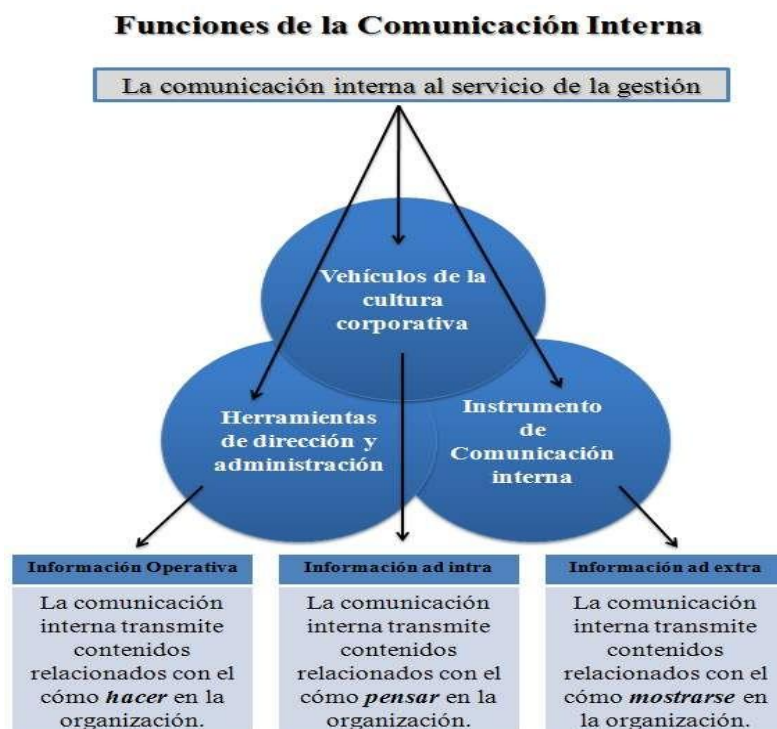 Funciones de la Comunicación Interna
La comunicación interna al servicio de la gestión
Vehículos de la
cultura
corporativa
Herramientas
de dirección y
administración
Instrumento
de
Comunicación
interna
Información Operativa
La comunicación
interna transmite
contenidos
relacionados con el
cómo hacer en la
organización.
Información ad intra
La comunicación
interna transmite
contenidos
relacionados con el
cómo pensar en la
organización.
Información ad extra
La comunicación
interna transmite
contenidos
relacionados con el
cómo mostrarse en
la organización.